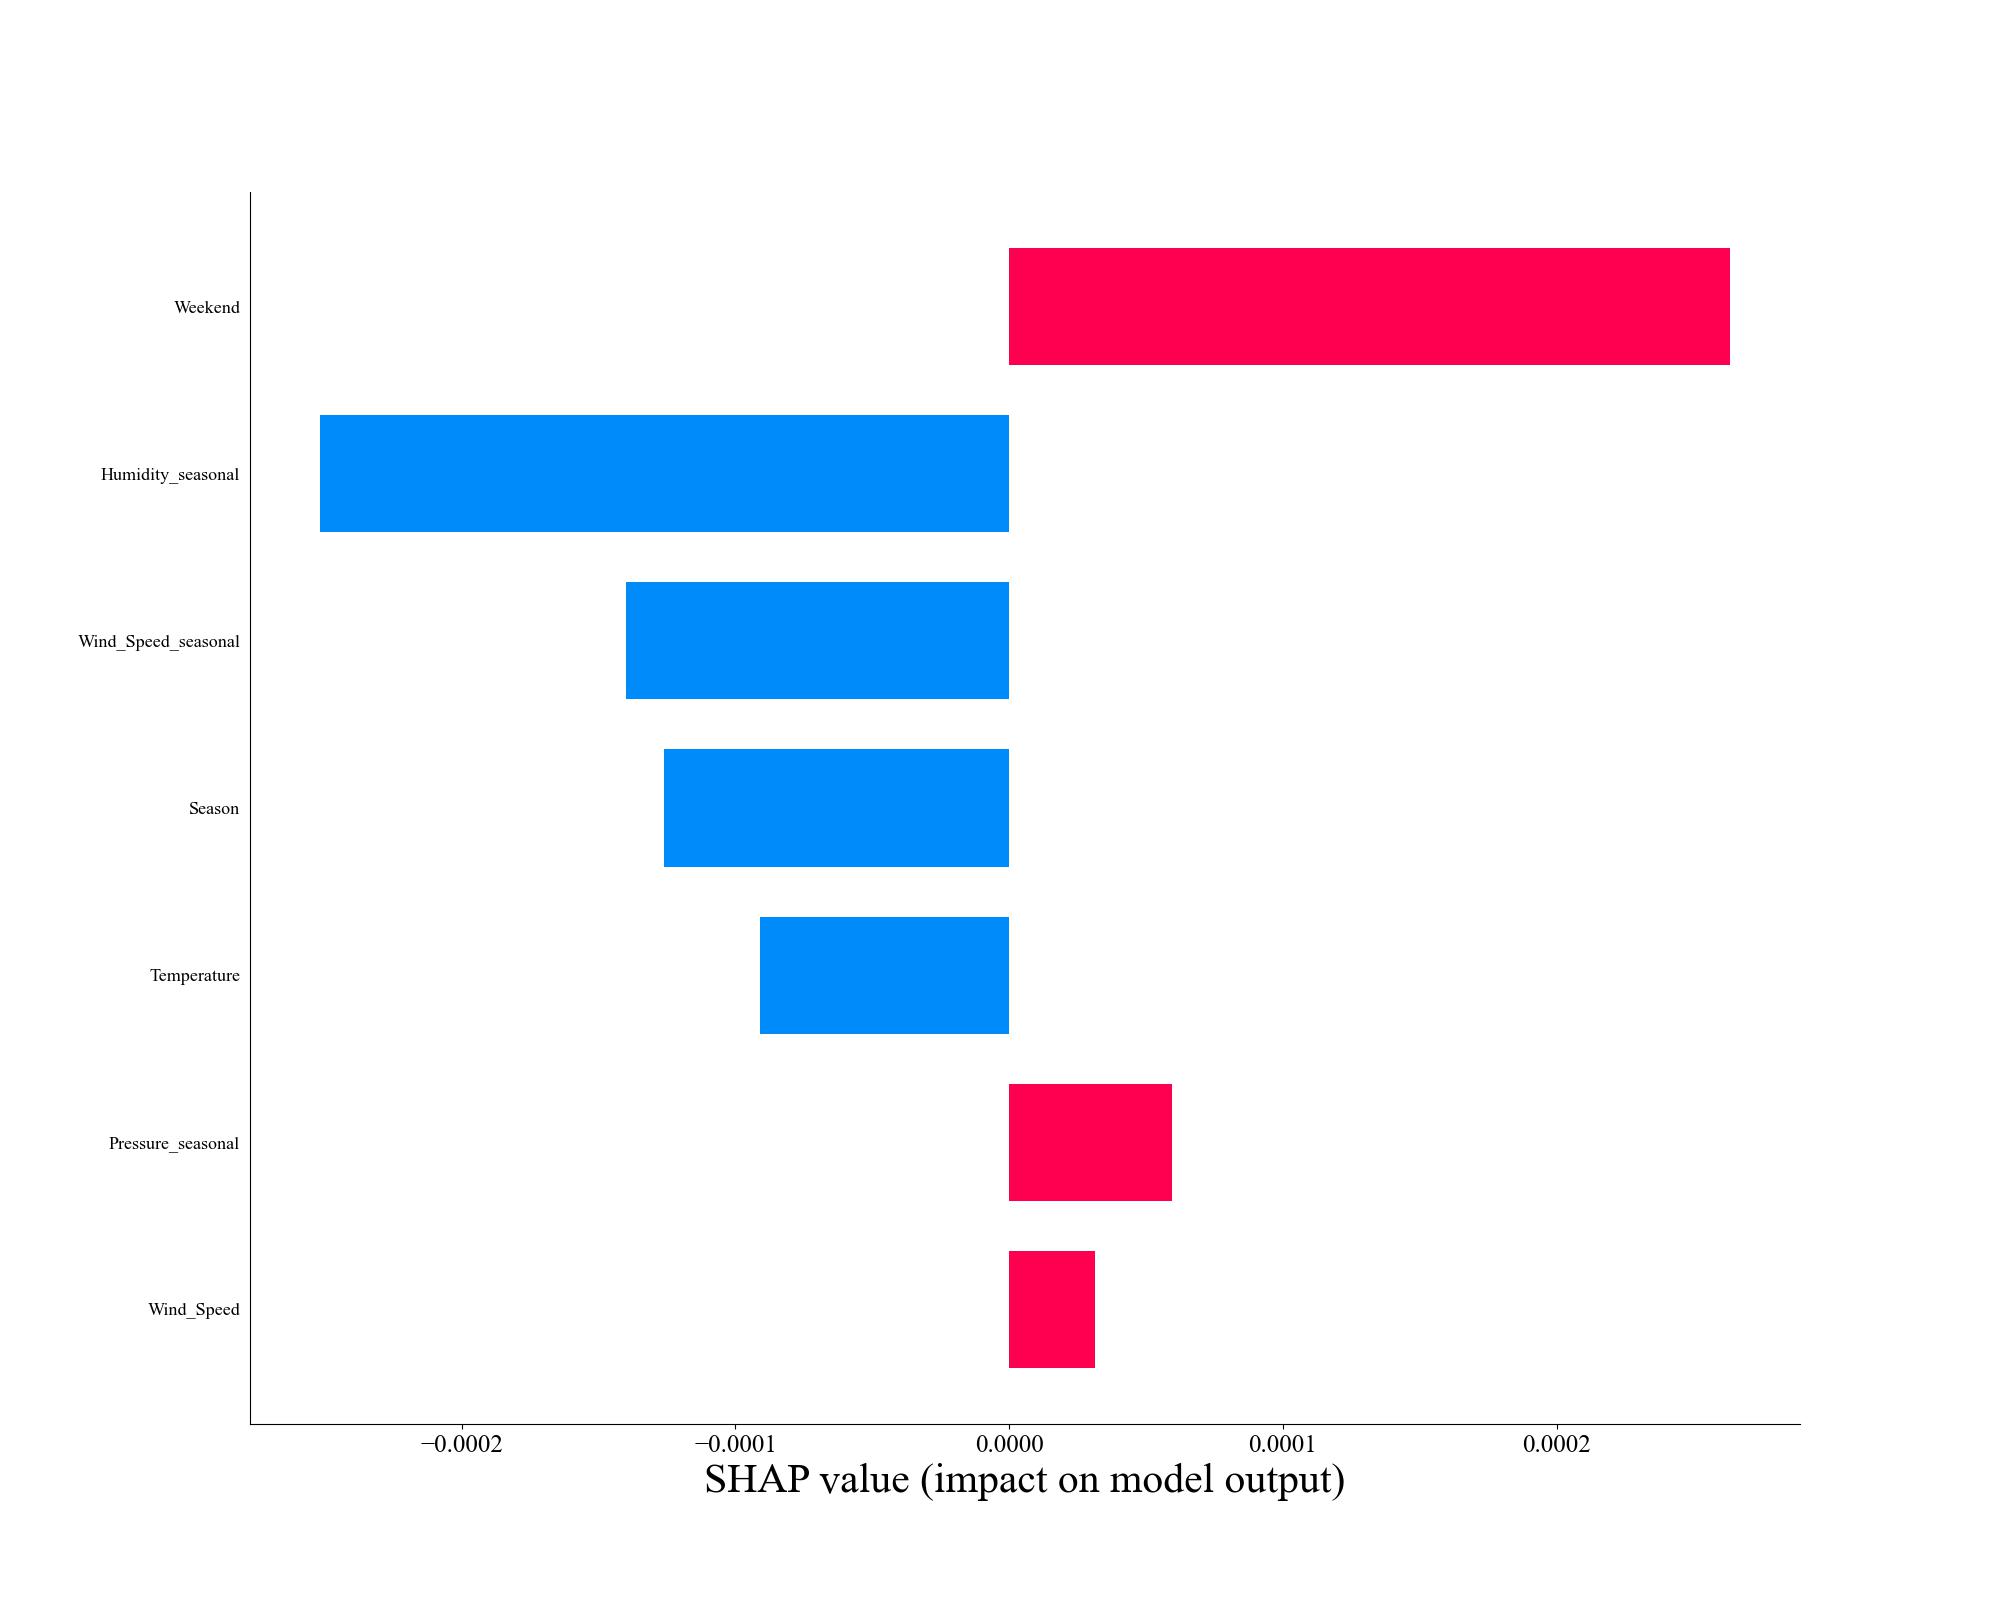 Weekend
Humidity_seasonal
Wind_Speed_seasonal
Season
Temperature
Pressure_seasonal
Wind_Speed
−0.0002 −0.0001 0.0000 0.0001 0.0002
SHAP value (impact on model output)